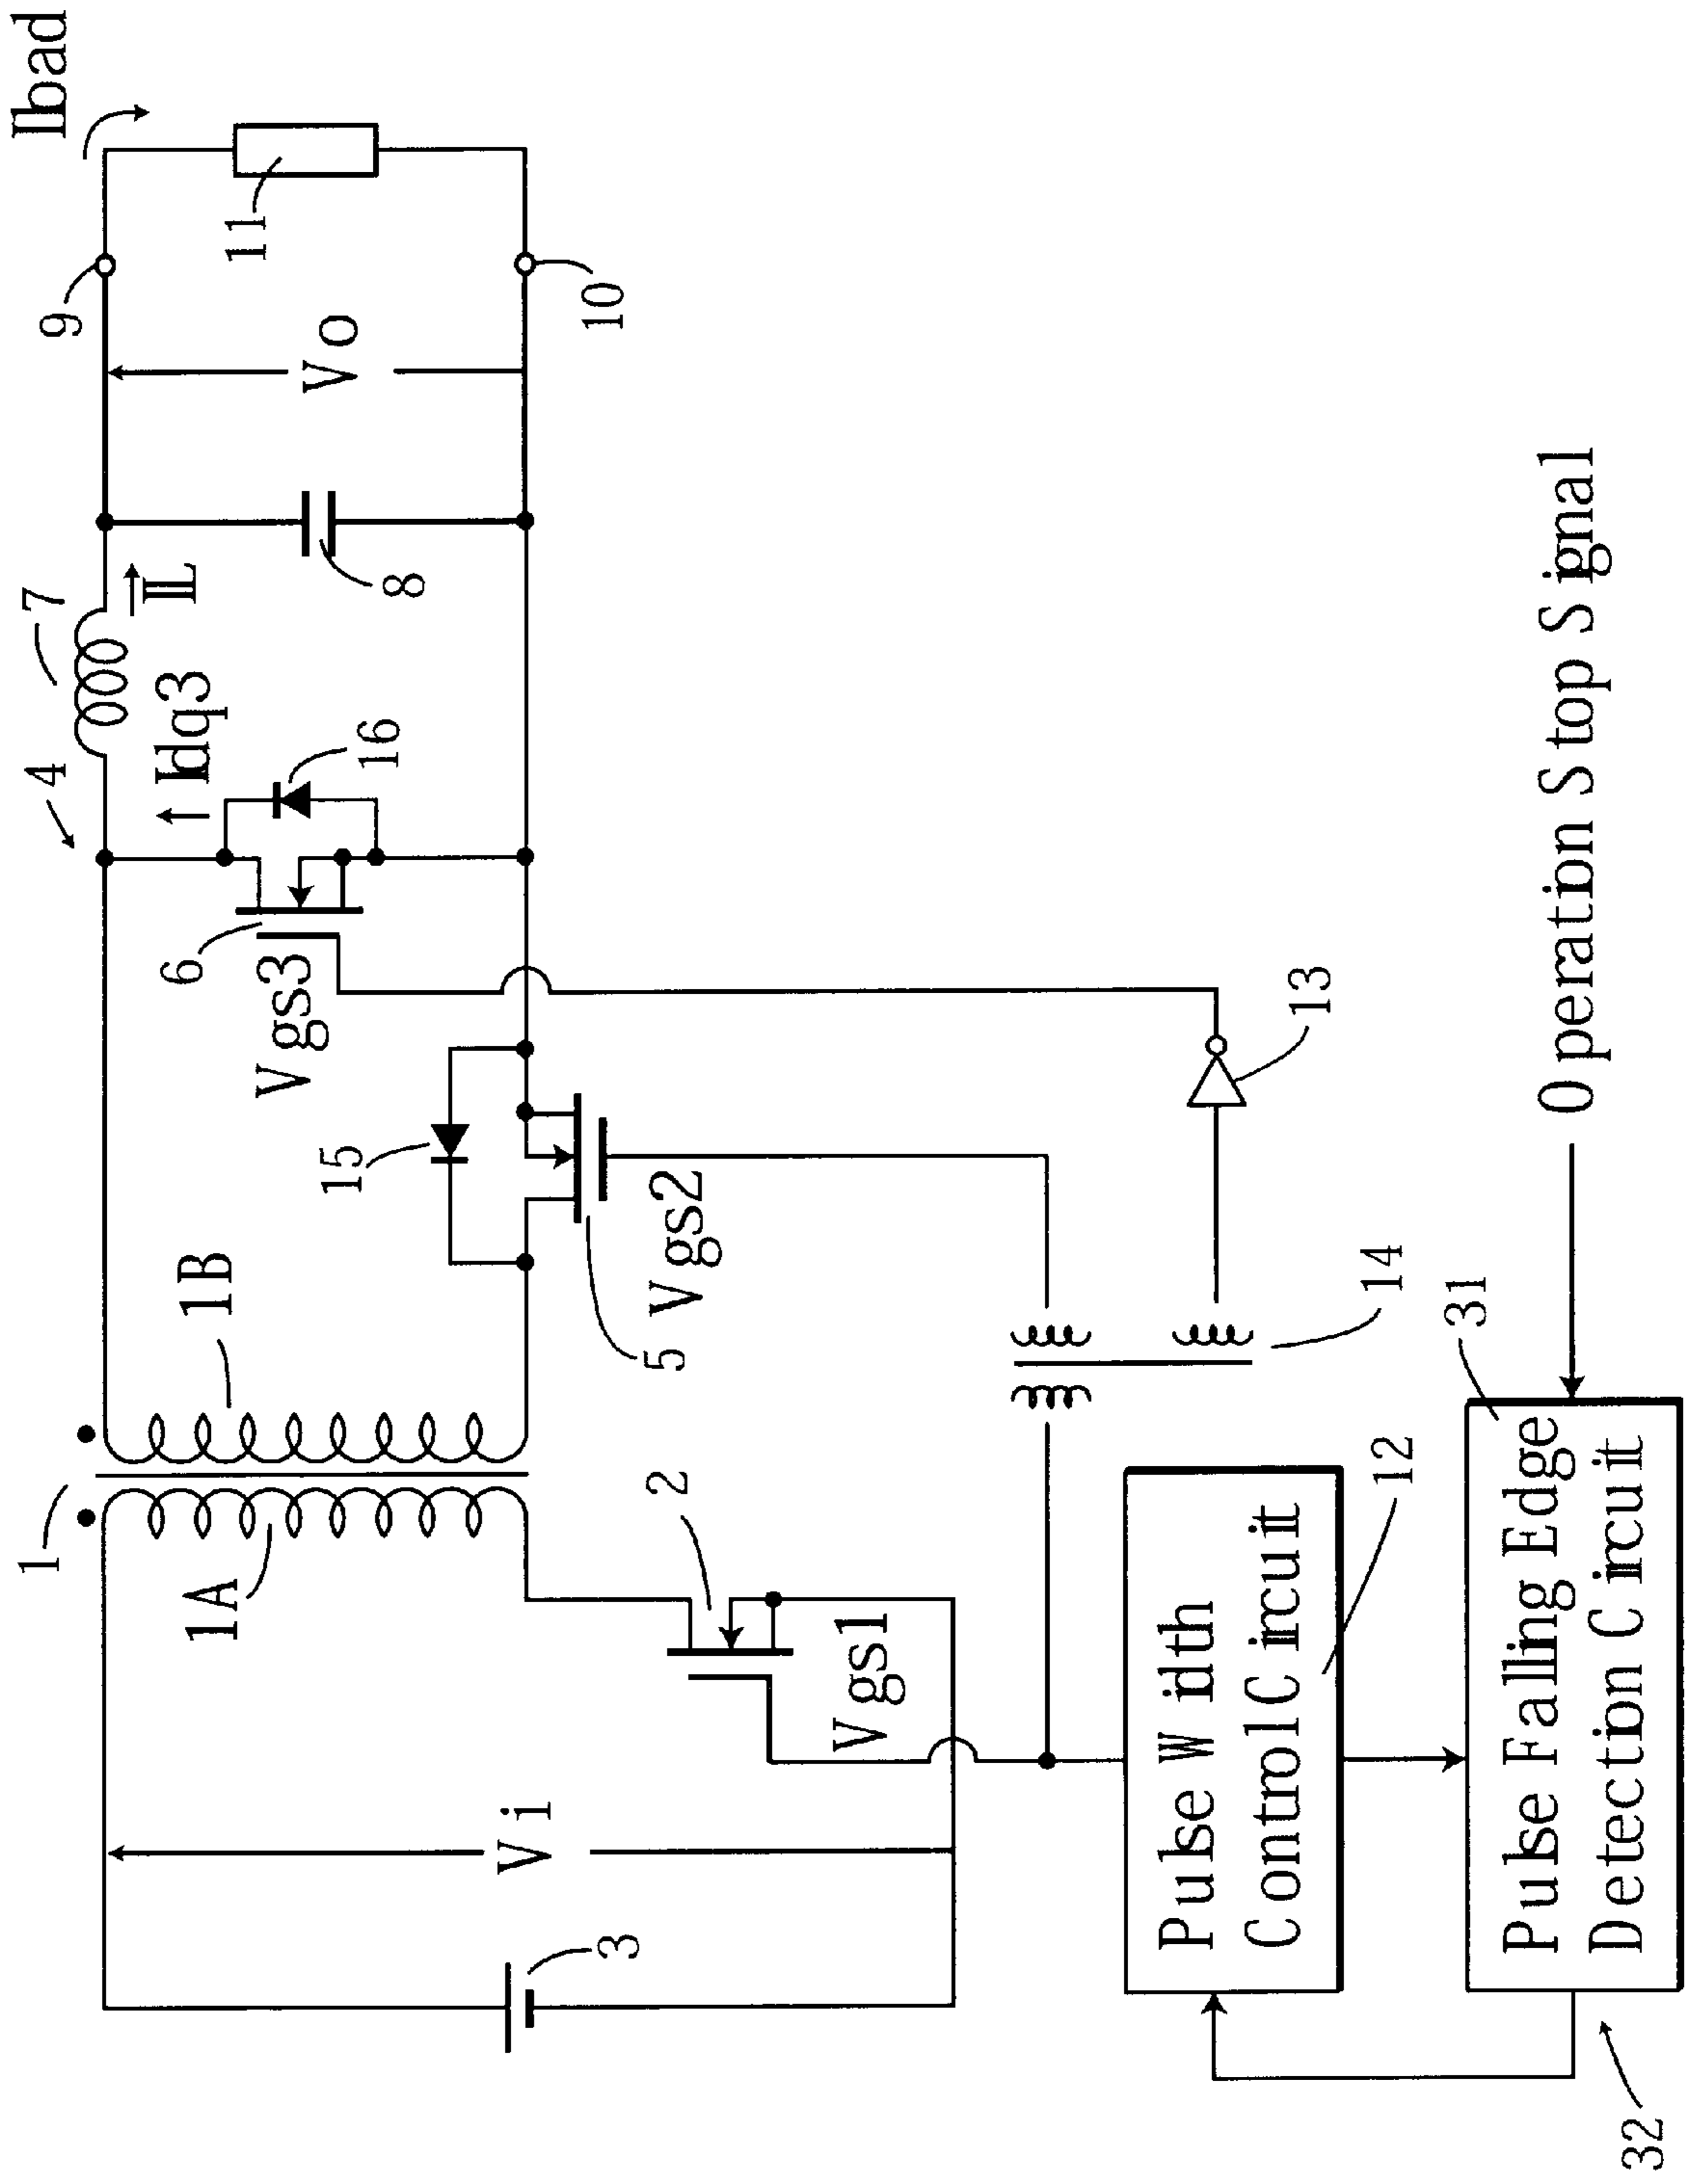 1
1A
1B
4
7
Iload
Idq3
IL
9
Vo
11
6
16
8
10
15
Vgs3
3
Vi
2
Vgs1
5
Vgs2
14
13
Pulse Width
Control Circuit
12
31
Pulse Falling Edge
Detection Circuit
Operation Stop Signal
32